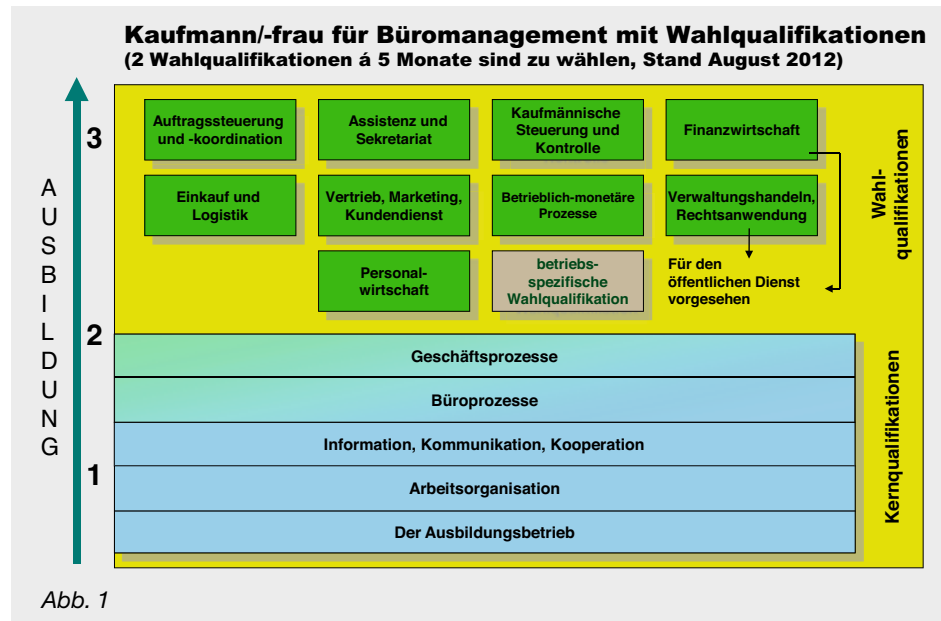 Kaufmann/-frau für Büromanagement mit Wahlqualifikationen
(2 Wahlqualifikationen á 5 Monate sind zu wählen, Stand August 2012)
AUSBILDUNG
3
2
1
Auftragssteuerung
und -koordination
Assistenz und
Sekretariat
Kaufmännische
Steuerung und
Kontrolle
Finanzwirtschaft
Einkauf und
Logistik
Vertrieb, Marketing,
Kundendienst
Betrieblich-monetäre
Prozesse
Verwaltungshandeln,
Rechtsanwendung
Personal-
wirtschaft
betriebs-
spezifische
Wahlqualifikation
Für den
öffentlichen Dienst
vorgesehen
Wahl-
qualifikationen
Geschäftsprozesse
Büroprozesse
Information, Kommunikation, Kooperation
Arbeitsorganisation
Der Ausbildungsbetrieb
Kernqualifikationen
Abb. 1